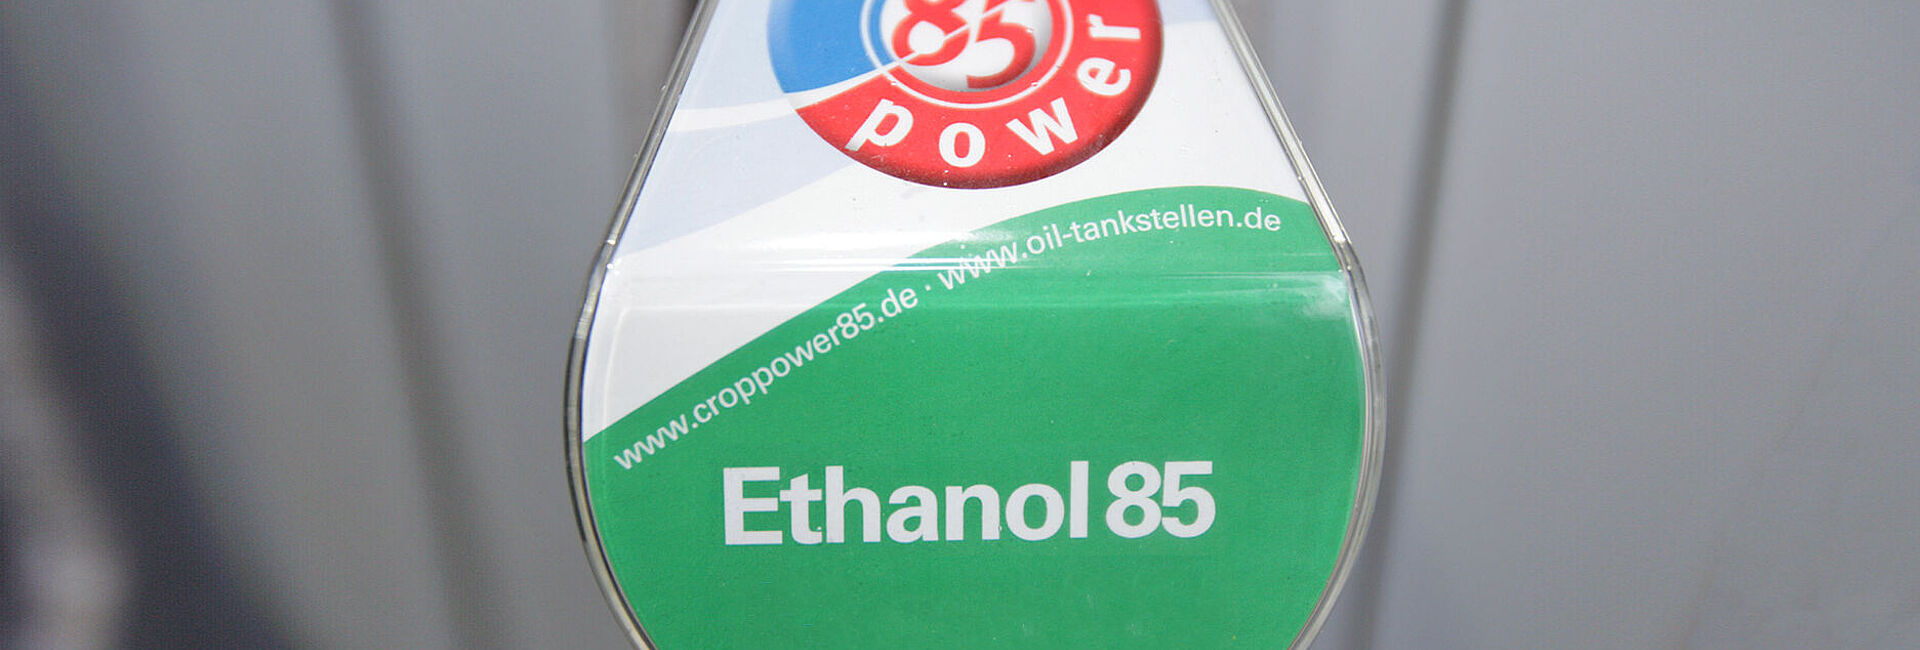 85
power
www.croppower85.de · www.oil-tankstellen.de
Ethanol 85